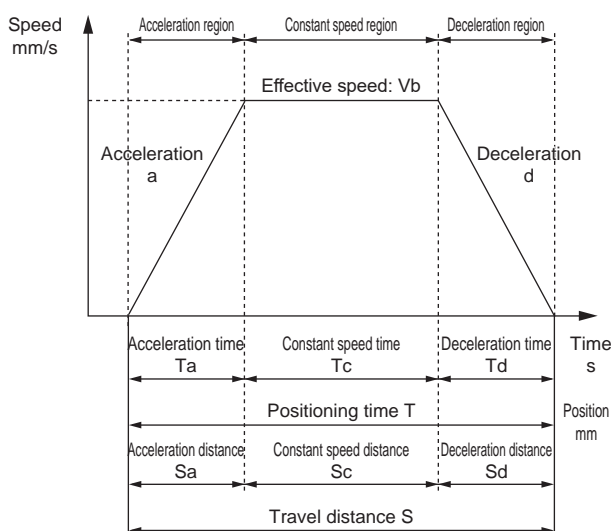 Speed
mm/s
Acceleration region
Constant speed region
Deceleration region
Effective speed: Vb
Acceleration
a
Deceleration
d
Acceleration time
Ta
Constant speed time
Tc
Deceleration time
Td
Time
s
Positioning time T
Position
mm
Acceleration distance
Sa
Constant speed distance
Sc
Deceleration distance
Sd
Travel distance S